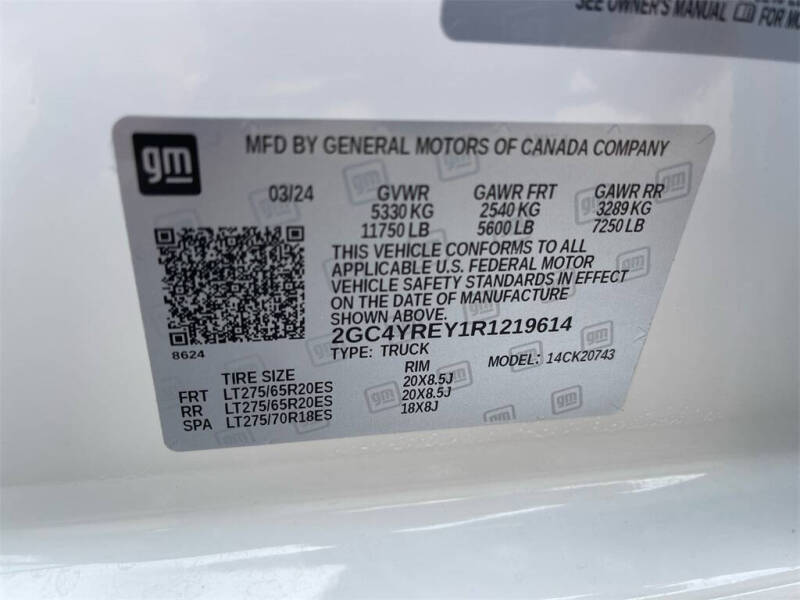 SEE OWNER'S MANUAL
FOR MO
gm
MFD BY GENERAL MOTORS OF CANADA COMPANY
03/24 GVWR GAWR FRT GAWR RR
5330 KG 2540 KG 3289 KG
11750 LB 5600 LB 7250 LB
THIS VEHICLE CONFORMS TO ALL
APPLICABLE U.S. FEDERAL MOTOR
VEHICLE SAFETY STANDARDS IN EFFECT
ON THE DATE OF MANUFACTURE
SHOWN ABOVE.
2GC4YREY1R1219614
8624
TYPE: TRUCK MODEL: 14CK20743
TIRE SIZE RIM
FRT LT275/65R20ES 20X8.5J
RR LT275/65R20ES 20X8.5J
SPA LT275/70R18ES 18X8J